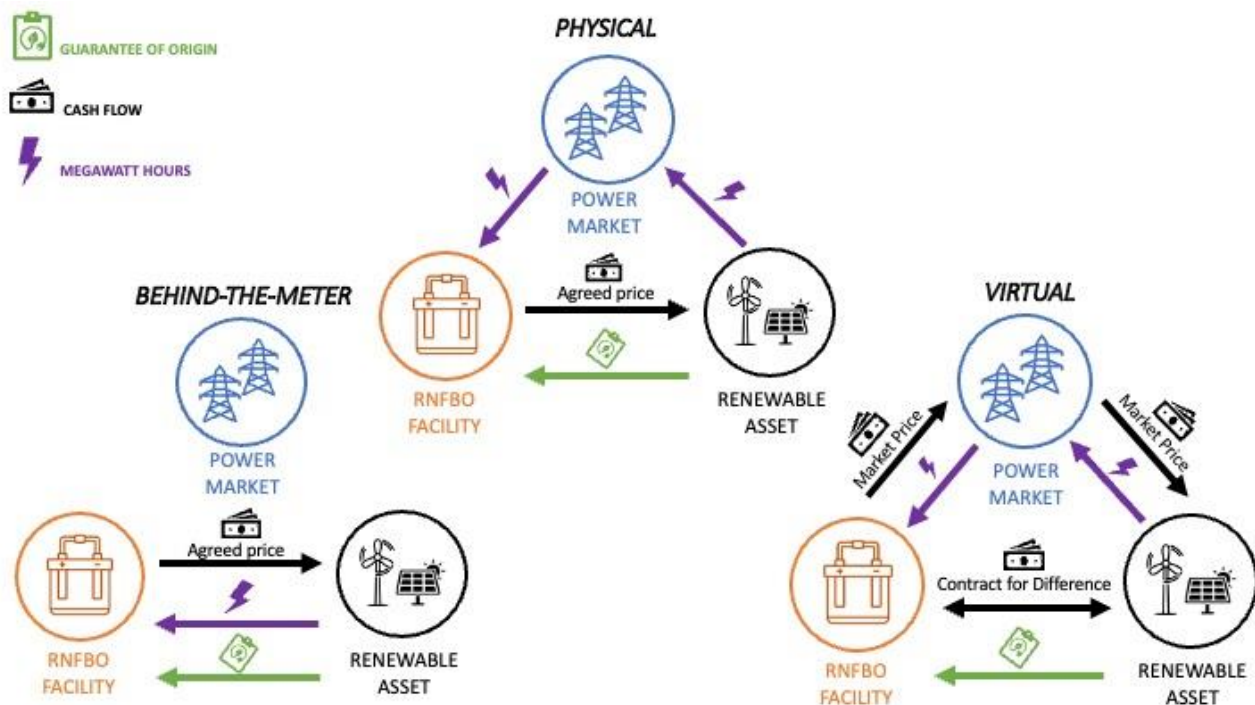 GUARANTEE OF ORIGIN
CASH FLOW
MEGAWATT HOURS
PHYSICAL
POWER
MARKET
Agreed price
RNFBO
FACILITY
RENEWABLE
ASSET
BEHIND-THE-METER
POWER
MARKET
Agreed price
RNFBO
FACILITY
RENEWABLE
ASSET
VIRTUAL
POWER
MARKET
Market Price
Market Price
Contract for Difference
RNFBO
FACILITY
RENEWABLE
ASSET